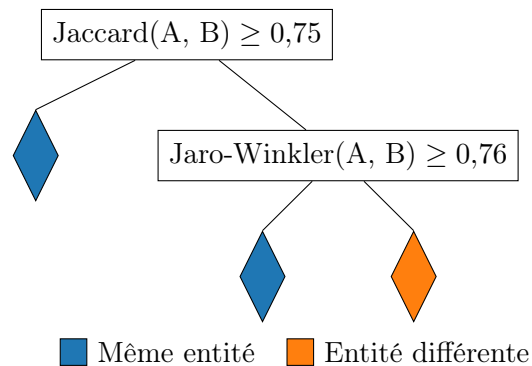 Jaccard(A, B) ≥ 0,75
Jaro-Winkler(A, B) ≥ 0,76
Même entité
Entité différente